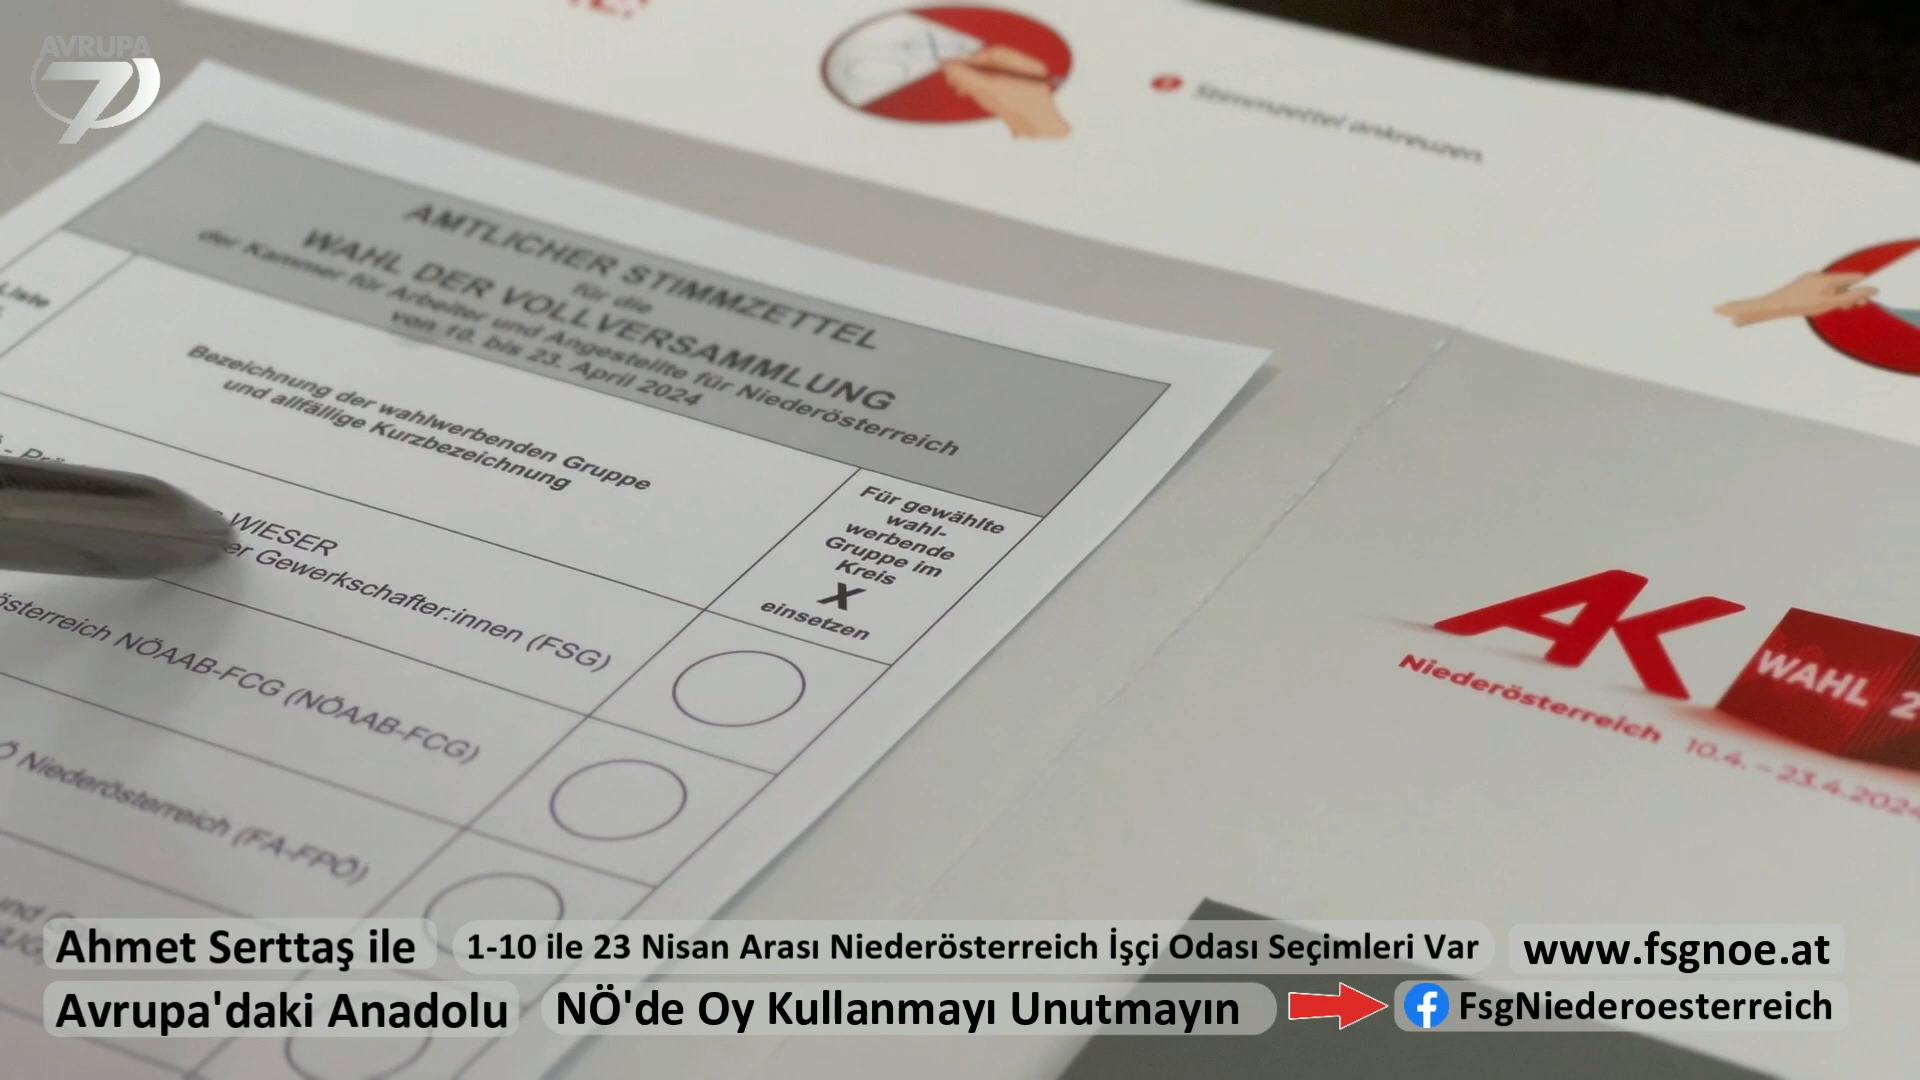 AVRUPA
7
Stimmzettel ankreuzen
AMTLICHER STIMMZETTEL
für die
WAHL DER VOLLVERSAMMLUNG
der Kammer für Arbeiter und Angestellte für Niederösterreich
von 10. bis 23. April 2024
Liste
Bezeichnung der wahlwerbenden Gruppe
und allfällige Kurzbezeichnung
Für gewählte
wahl-
werbende
Gruppe im
Kreis
X
einsetzen
WIESER
er Gewerkschafter:innen (FSG)
österreich NÖAAB-FCG (NÖAAB-FCG)
Ö Niederösterreich (FA-FPÖ)
AK
Niederösterreich
WAHL 2
10.4. – 23.4.2024
Ahmet Serttaş ile
1-10 ile 23 Nisan Arası Niederösterreich İşçi Odası Seçimleri Var
www.fsgnoe.at
Avrupa'daki Anadolu
NÖ'de Oy Kullanmayı Unutmayın
FsgNiederoesterreich